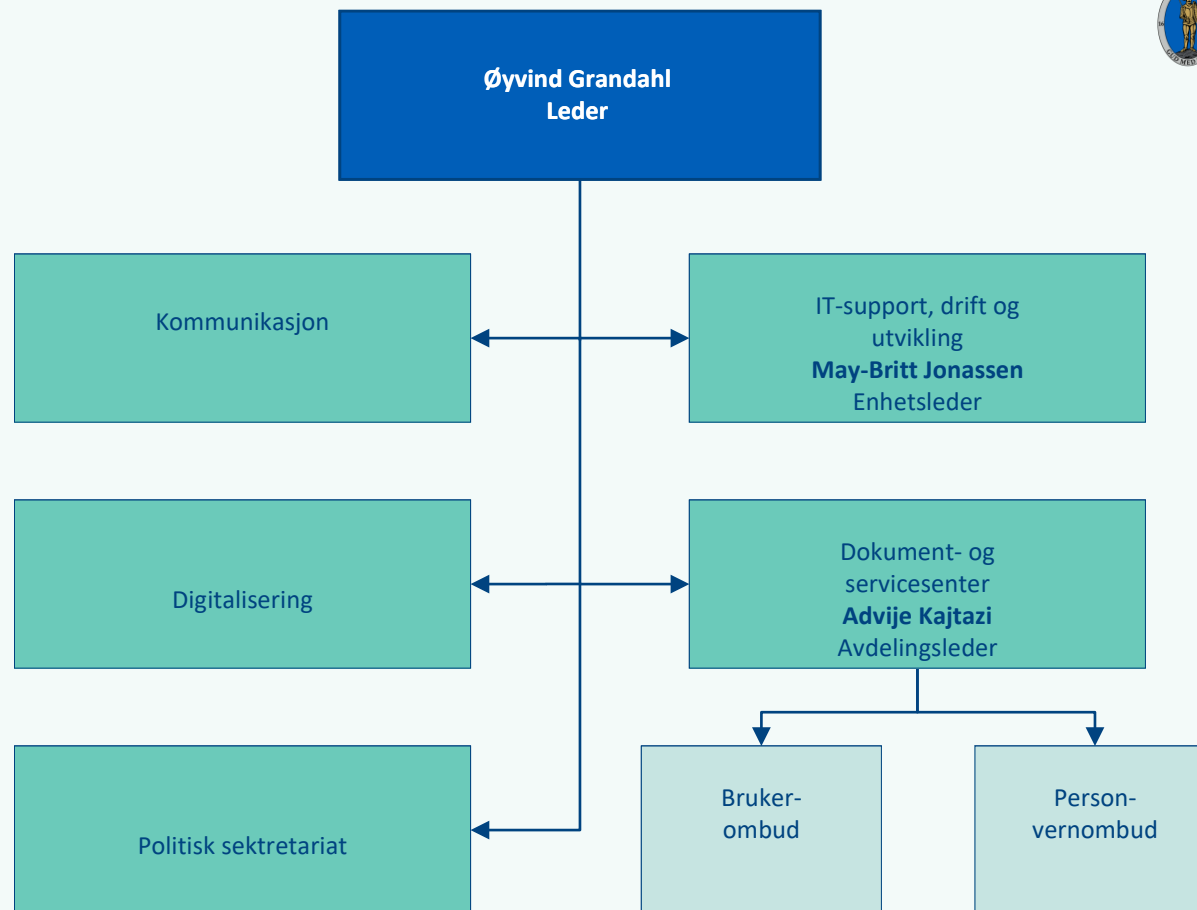 Øyvind Grandahl
Leder
Kommunikasjon
IT-support, drift og
utvikling
May-Britt Jonassen
Enhetsleder
Digitalisering
Dokument- og
servicesenter
Advije Kajtazi
Avdelingsleder
Politisk sektretariat
Bruker-
ombud
Person-
vernombud